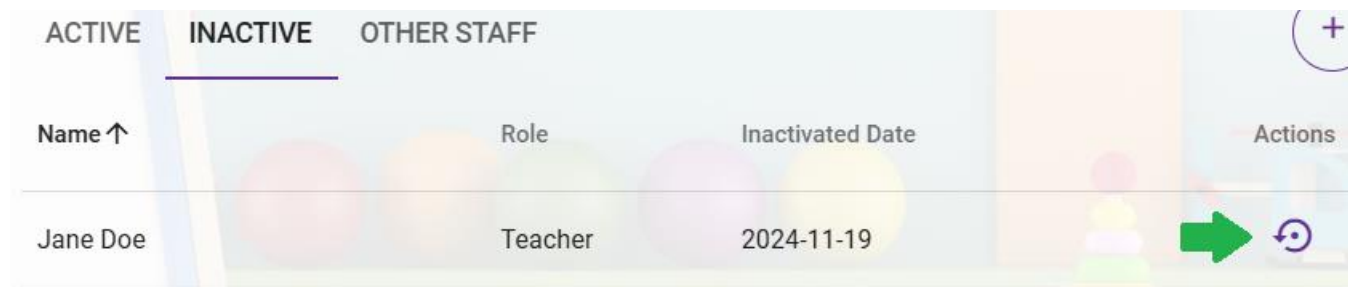 ACTIVE INACTIVE OTHER STAFF
Name Role Inactivated Date Actions
Jane Doe Teacher 2024-11-19